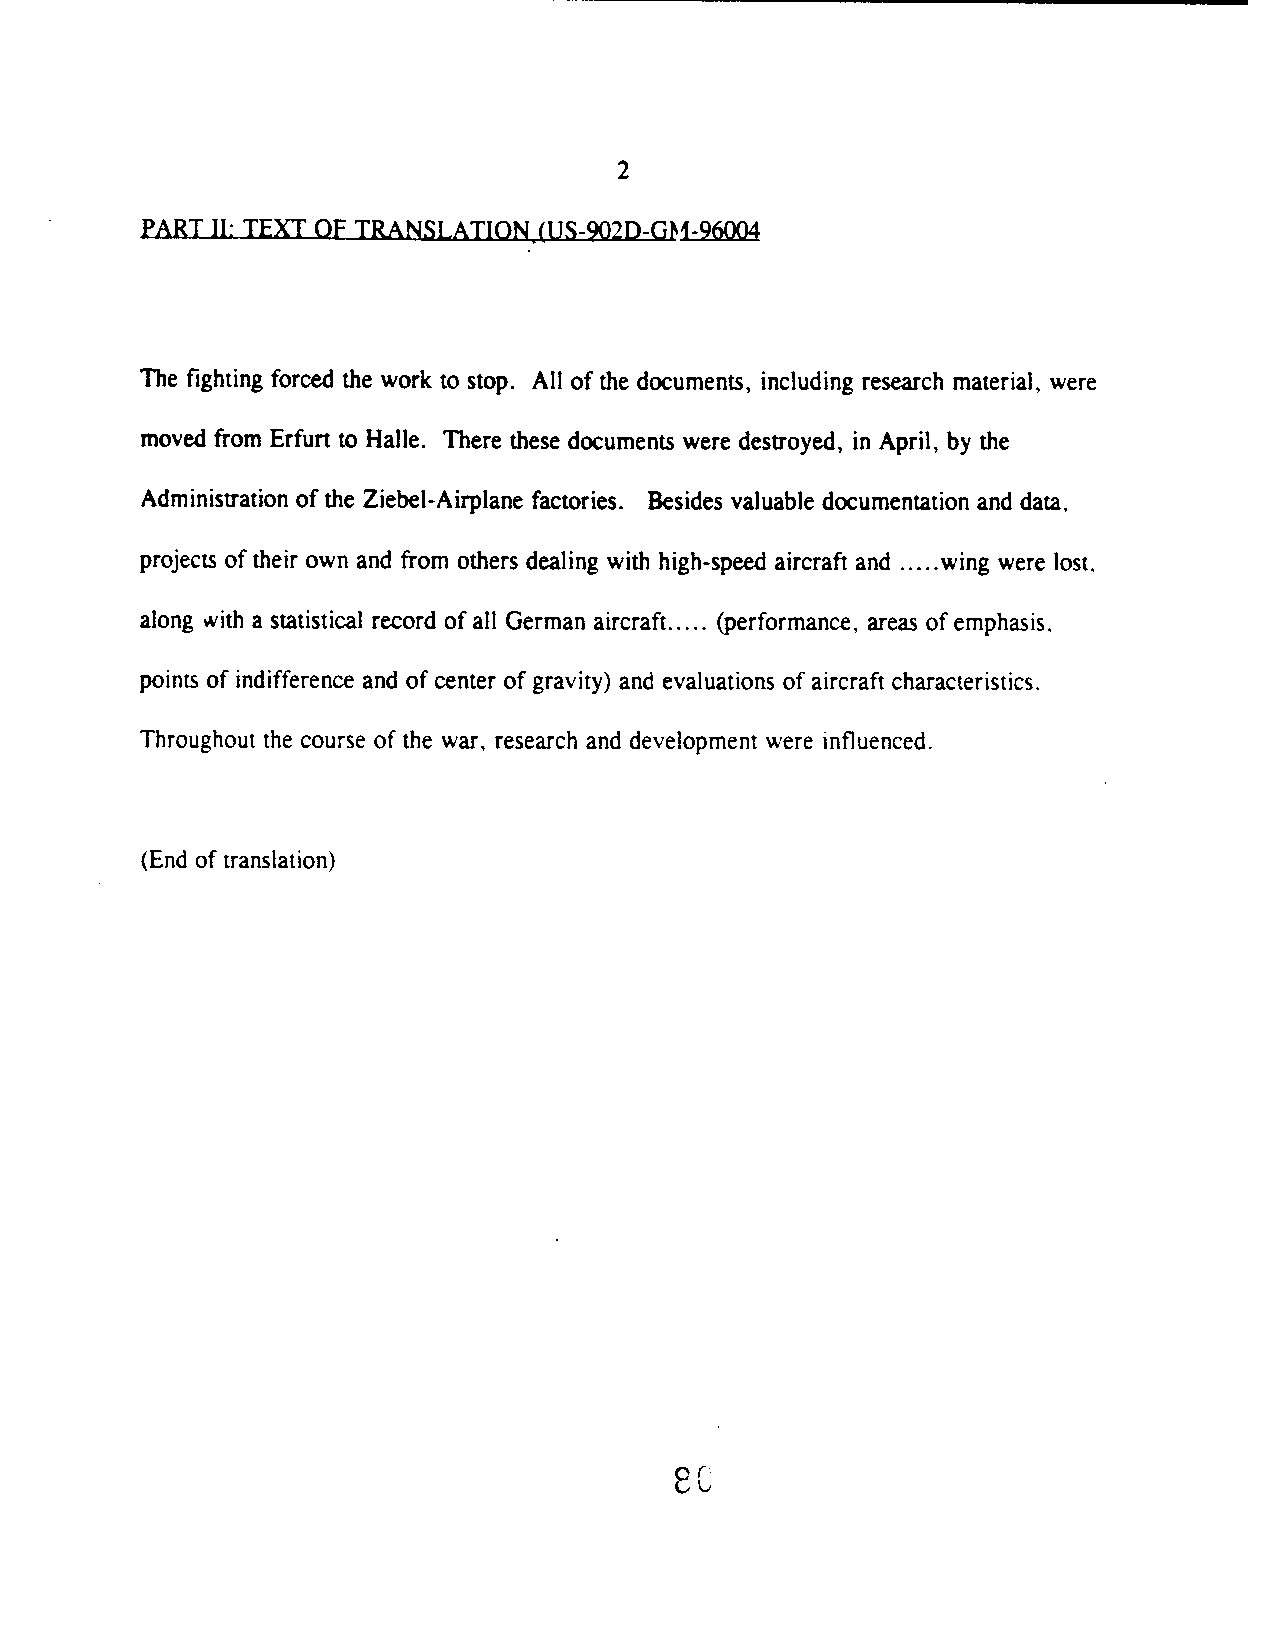 2
PART II: TEXT OF TRANSLATION (US-902D-GM-96004
The fighting forced the work to stop. All of the documents, including research material, were
moved from Erfurt to Halle. There these documents were destroyed, in April, by the
Administration of the Ziebel-Airplane factories. Besides valuable documentation and data,
projects of their own and from others dealing with high-speed aircraft and .....wing were lost,
along with a statistical record of all German aircraft..... (performance, areas of emphasis,
points of indifference and of center of gravity) and evaluations of aircraft characteristics.
Throughout the course of the war, research and development were influenced.
(End of translation)